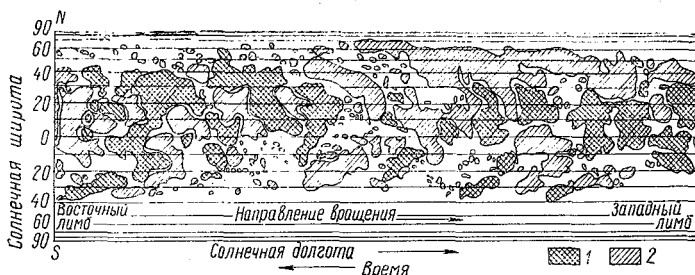 90 N
60
40
20
0
20
40
60
90
S
Солнечная широта
Восточный лимб
Направление вращения
Западный лимб
Солнечная долгота
Время
1
2